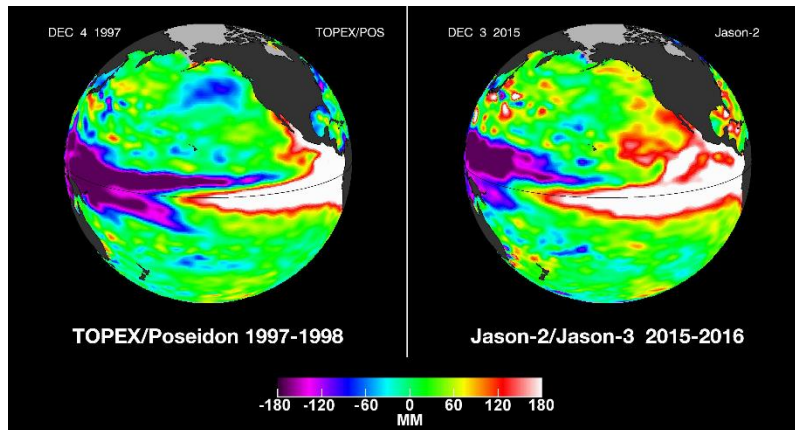 DEC 4 1997
TOPEX/POS
DEC 3 2015
Jason-2
TOPEX/Poseidon 1997-1998
Jason-2/Jason-3 2015-2016
-180 -120 -60 0 60 120 180
MM